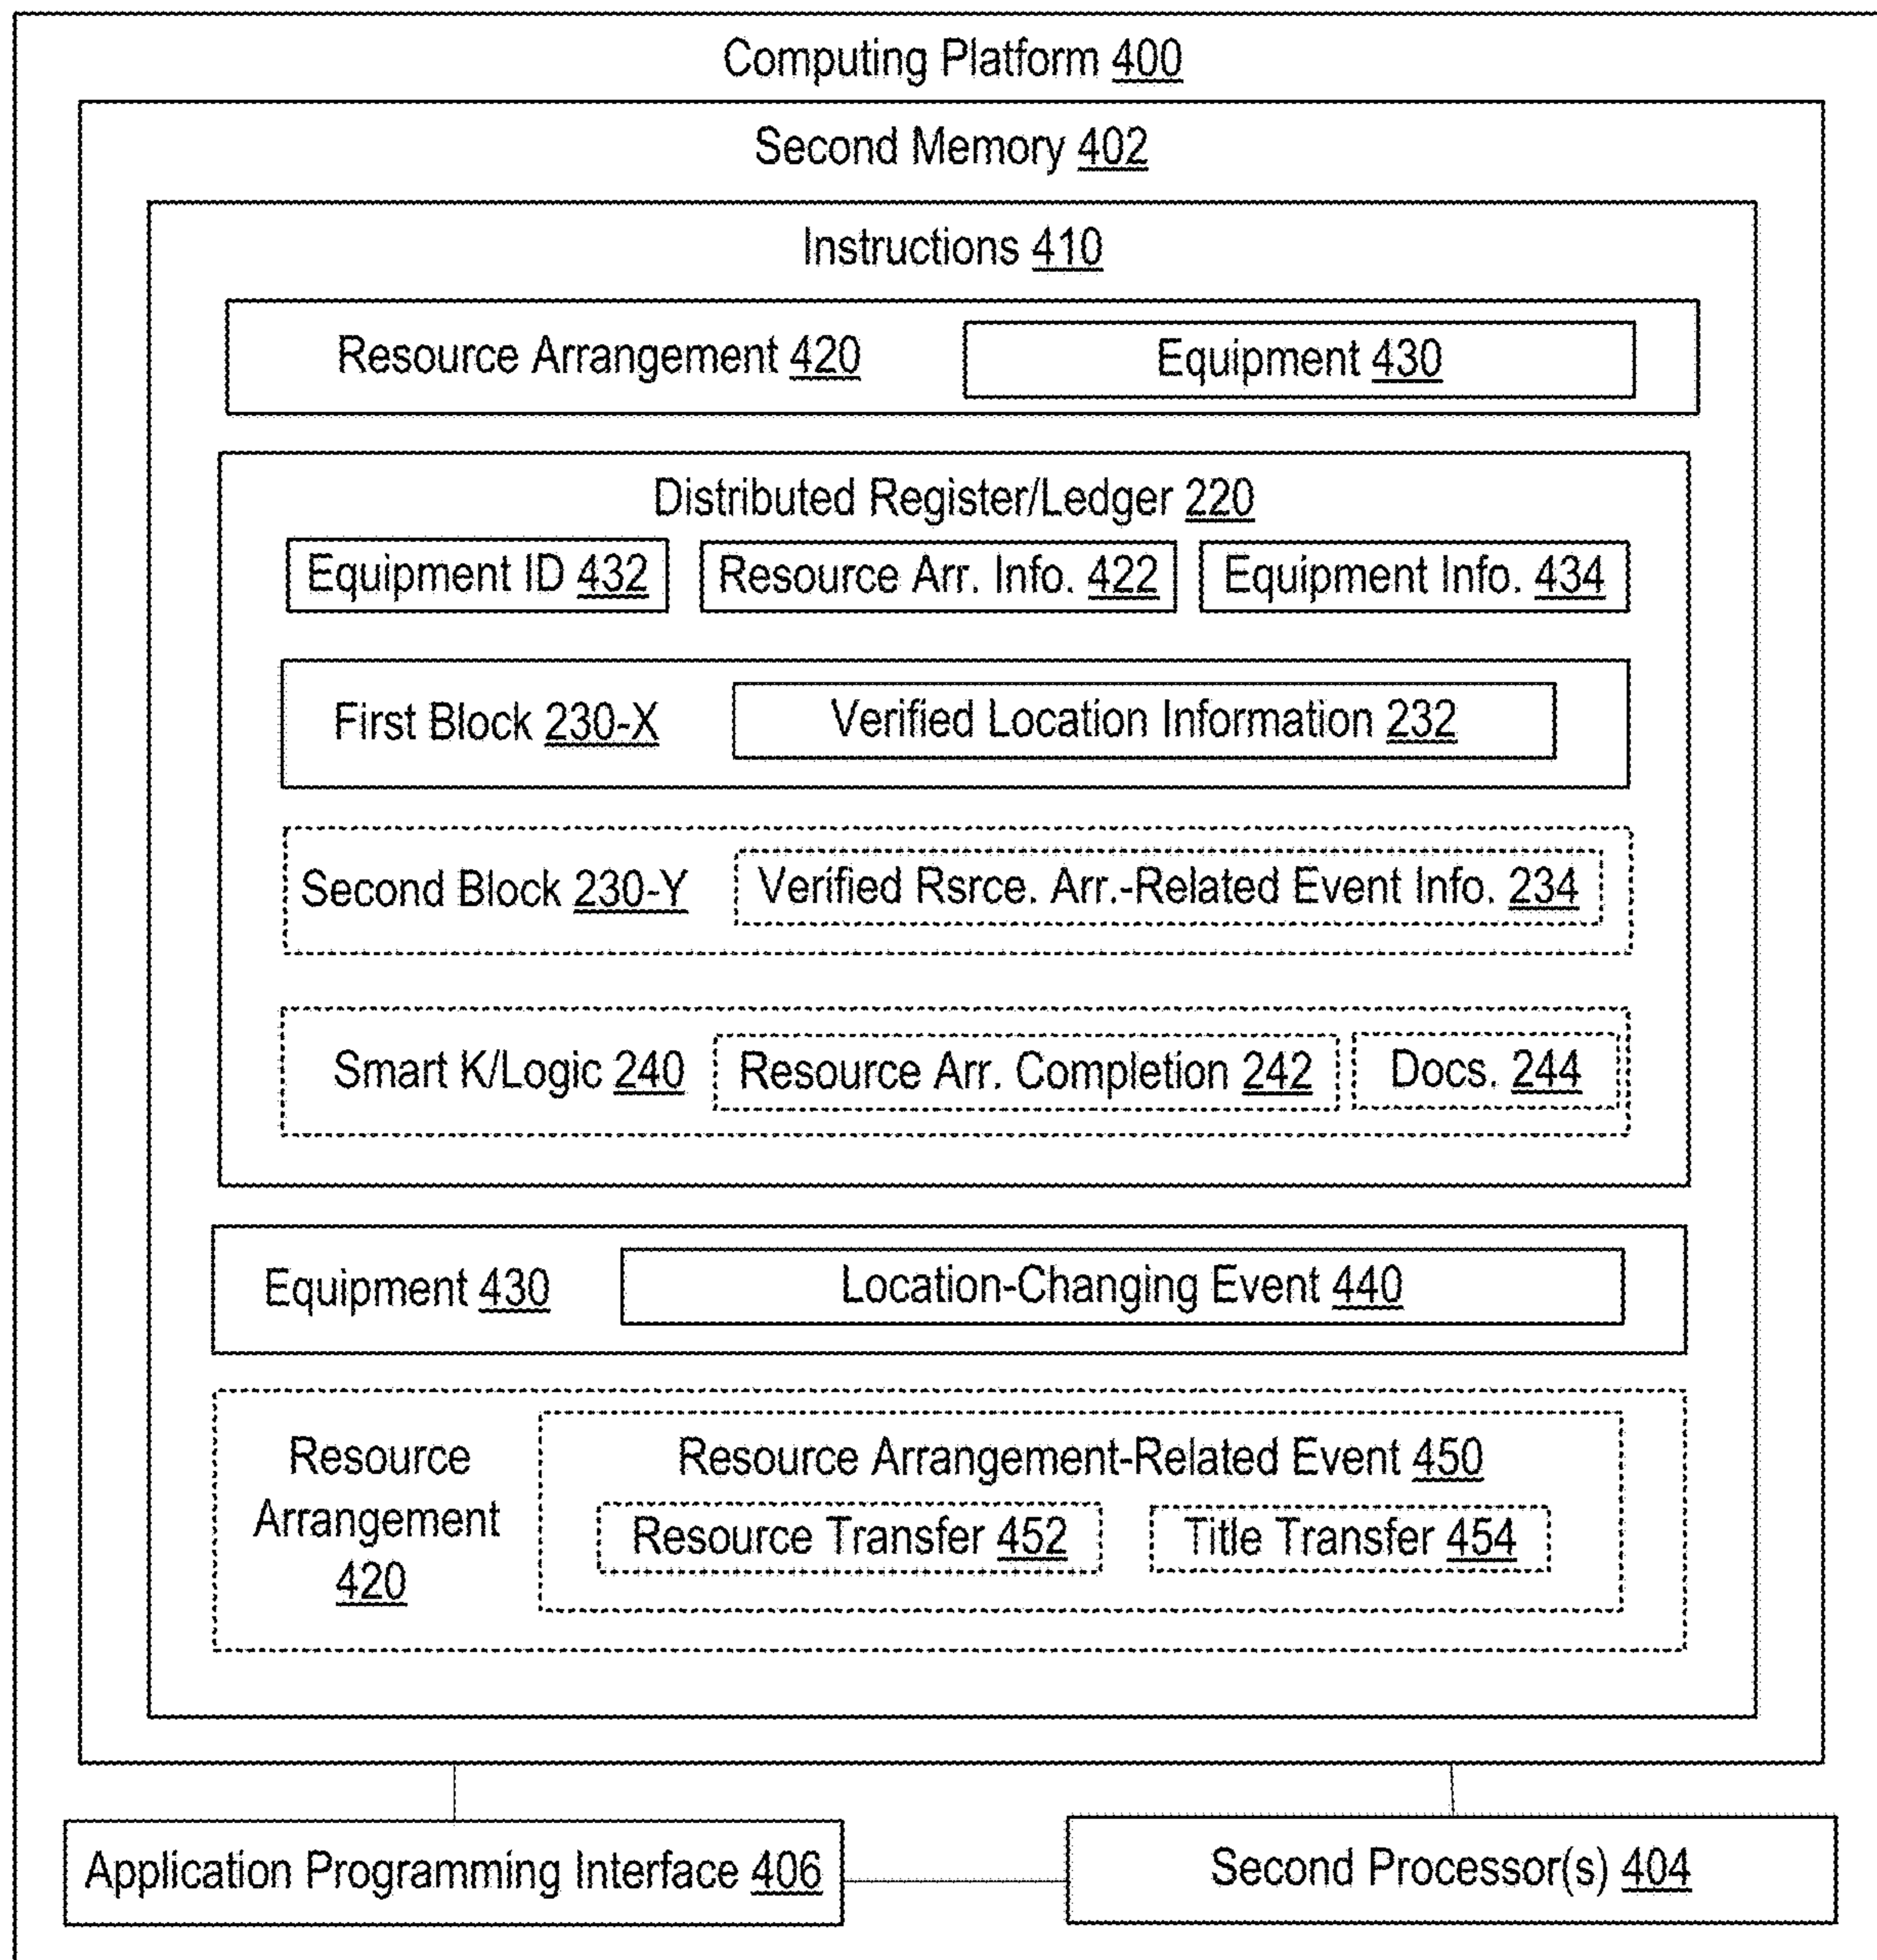 Computing Platform 400
Second Memory 402
Instructions 410
Resource Arrangement 420 Equipment 430
Distributed Register/Ledger 220
Equipment ID 432 Resource Arr. Info. 422 Equipment Info. 434
First Block 230-X Verified Location Information 232
Second Block 230-Y Verified Rsrce. Arr.-Related Event Info. 234
Smart K/Logic 240 Resource Arr. Completion 242 Docs. 244
Equipment 430 Location-Changing Event 440
Resource
Arrangement
420
Resource Arrangement-Related Event 450
Resource Transfer 452 Title Transfer 454
Application Programming Interface 406 Second Processor(s) 404